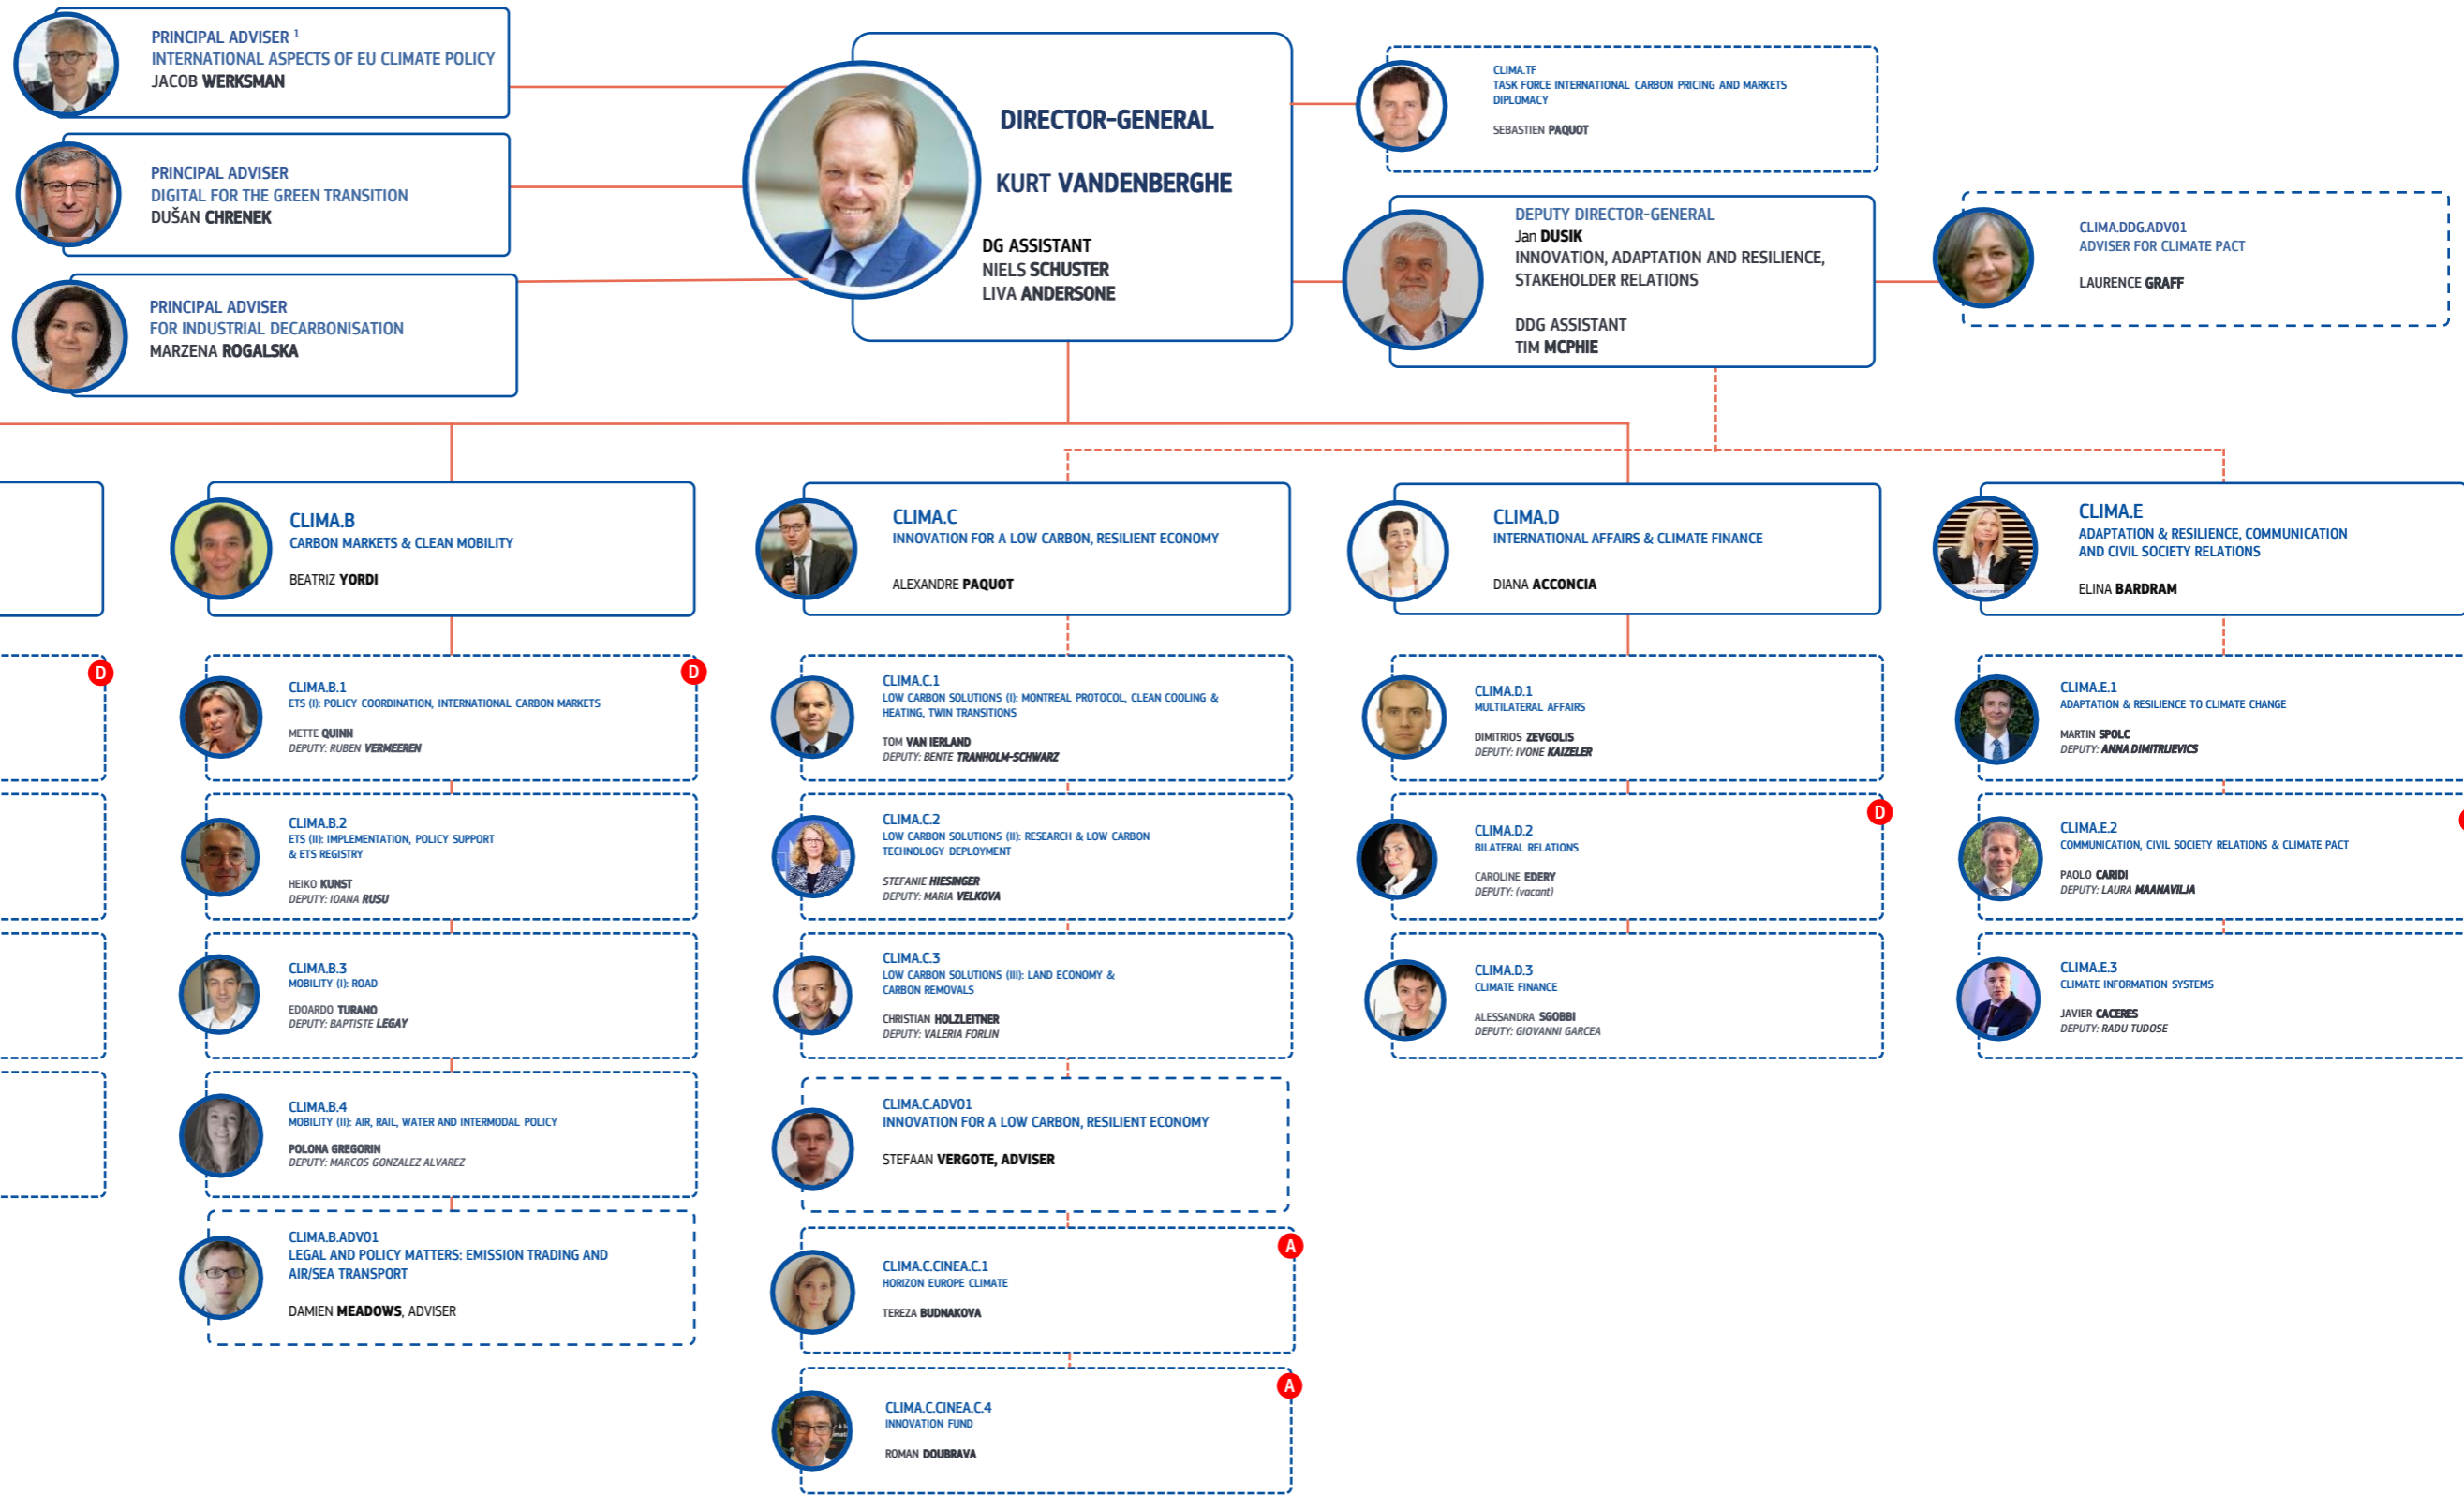 PRINCIPAL ADVISER 1
INTERNATIONAL ASPECTS OF EU CLIMATE POLICY
JACOB WERKSMAN
PRINCIPAL ADVISER
DIGITAL FOR THE GREEN TRANSITION
DUŠAN CHRENEK
PRINCIPAL ADVISER
FOR INDUSTRIAL DECARBONISATION
MARZENA ROGALSKA
DIRECTOR-GENERAL
KURT VANDENBERGHE
DG ASSISTANT
NIELS SCHUSTER
LIVA ANDERSONE
CLIMA.TF
TASK FORCE INTERNATIONAL CARBON PRICING AND MARKETS
DIPLOMACY
SEBASTIEN PAQUOT
DEPUTY DIRECTOR-GENERAL
Jan DUSIK
INNOVATION, ADAPTATION AND RESILIENCE,
STAKEHOLDER RELATIONS
DDG ASSISTANT
TIM MCPHIE
CLIMA.DDG.ADV01
ADVISER FOR CLIMATE PACT
LAURENCE GRAFF
D
CLIMA.B
CARBON MARKETS & CLEAN MOBILITY
BEATRIZ YORDI
CLIMA.B.1
ETS (I): POLICY COORDINATION, INTERNATIONAL CARBON MARKETS
METTE QUINN
DEPUTY: RUBEN VERMEEREN
D
CLIMA.B.2
ETS (II): IMPLEMENTATION, POLICY SUPPORT
& ETS REGISTRY
HEIKO KUNST
DEPUTY: IOANA RUSU
CLIMA.B.3
MOBILITY (I): ROAD
EDOARDO TURANO
DEPUTY: BAPTISTE LEGAY
CLIMA.B.4
MOBILITY (II): AIR, RAIL, WATER AND INTERMODAL POLICY
POLONA GREGORIN
DEPUTY: MARCOS GONZALEZ ALVAREZ
CLIMA.B.ADV01
LEGAL AND POLICY MATTERS: EMISSION TRADING AND
AIR/SEA TRANSPORT
DAMIEN MEADOWS, ADVISER
CLIMA.C
INNOVATION FOR A LOW CARBON, RESILIENT ECONOMY
ALEXANDRE PAQUOT
CLIMA.C.1
LOW CARBON SOLUTIONS (I): MONTREAL PROTOCOL, CLEAN COOLING &
HEATING, TWIN TRANSITIONS
TOM VAN IERLAND
DEPUTY: BENTE TRANHOLM-SCHWARZ
CLIMA.C.2
LOW CARBON SOLUTIONS (II): RESEARCH & LOW CARBON
TECHNOLOGY DEPLOYMENT
STEFANIE HIESINGER
DEPUTY: MARIA VELKOVA
CLIMA.C.3
LOW CARBON SOLUTIONS (III): LAND ECONOMY &
CARBON REMOVALS
CHRISTIAN HOLZLEITNER
DEPUTY: VALERIA FORLIN
CLIMA.C.ADV01
INNOVATION FOR A LOW CARBON, RESILIENT ECONOMY
STEFAAN VERGOTE, ADVISER
CLIMA.C.CINEA.C.1
HORIZON EUROPE CLIMATE
TEREZA BUDNAKOVA
A
CLIMA.C.CINEA.C.4
INNOVATION FUND
ROMAN DOUBRAVA
A
CLIMA.D
INTERNATIONAL AFFAIRS & CLIMATE FINANCE
DIANA ACCONCIA
CLIMA.D.1
MULTILATERAL AFFAIRS
DIMITRIOS ZEVGOLIS
DEPUTY: IVONE KAIZELER
CLIMA.D.2
BILATERAL RELATIONS
CAROLINE EDERY
DEPUTY: (vacant)
D
CLIMA.D.3
CLIMATE FINANCE
ALESSANDRA SGOBBI
DEPUTY: GIOVANNI GARCEA
CLIMA.E
ADAPTATION & RESILIENCE, COMMUNICATION
AND CIVIL SOCIETY RELATIONS
ELINA BARDRAM
CLIMA.E.1
ADAPTATION & RESILIENCE TO CLIMATE CHANGE
MARTIN SPOLC
DEPUTY: ANNA DIMITRIJEVICS
CLIMA.E.2
COMMUNICATION, CIVIL SOCIETY RELATIONS & CLIMATE PACT
PAOLO CARIDI
DEPUTY: LAURA MAANAVILJA
CLIMA.E.3
CLIMATE INFORMATION SYSTEMS
JAVIER CACERES
DEPUTY: RADU TUDOSE